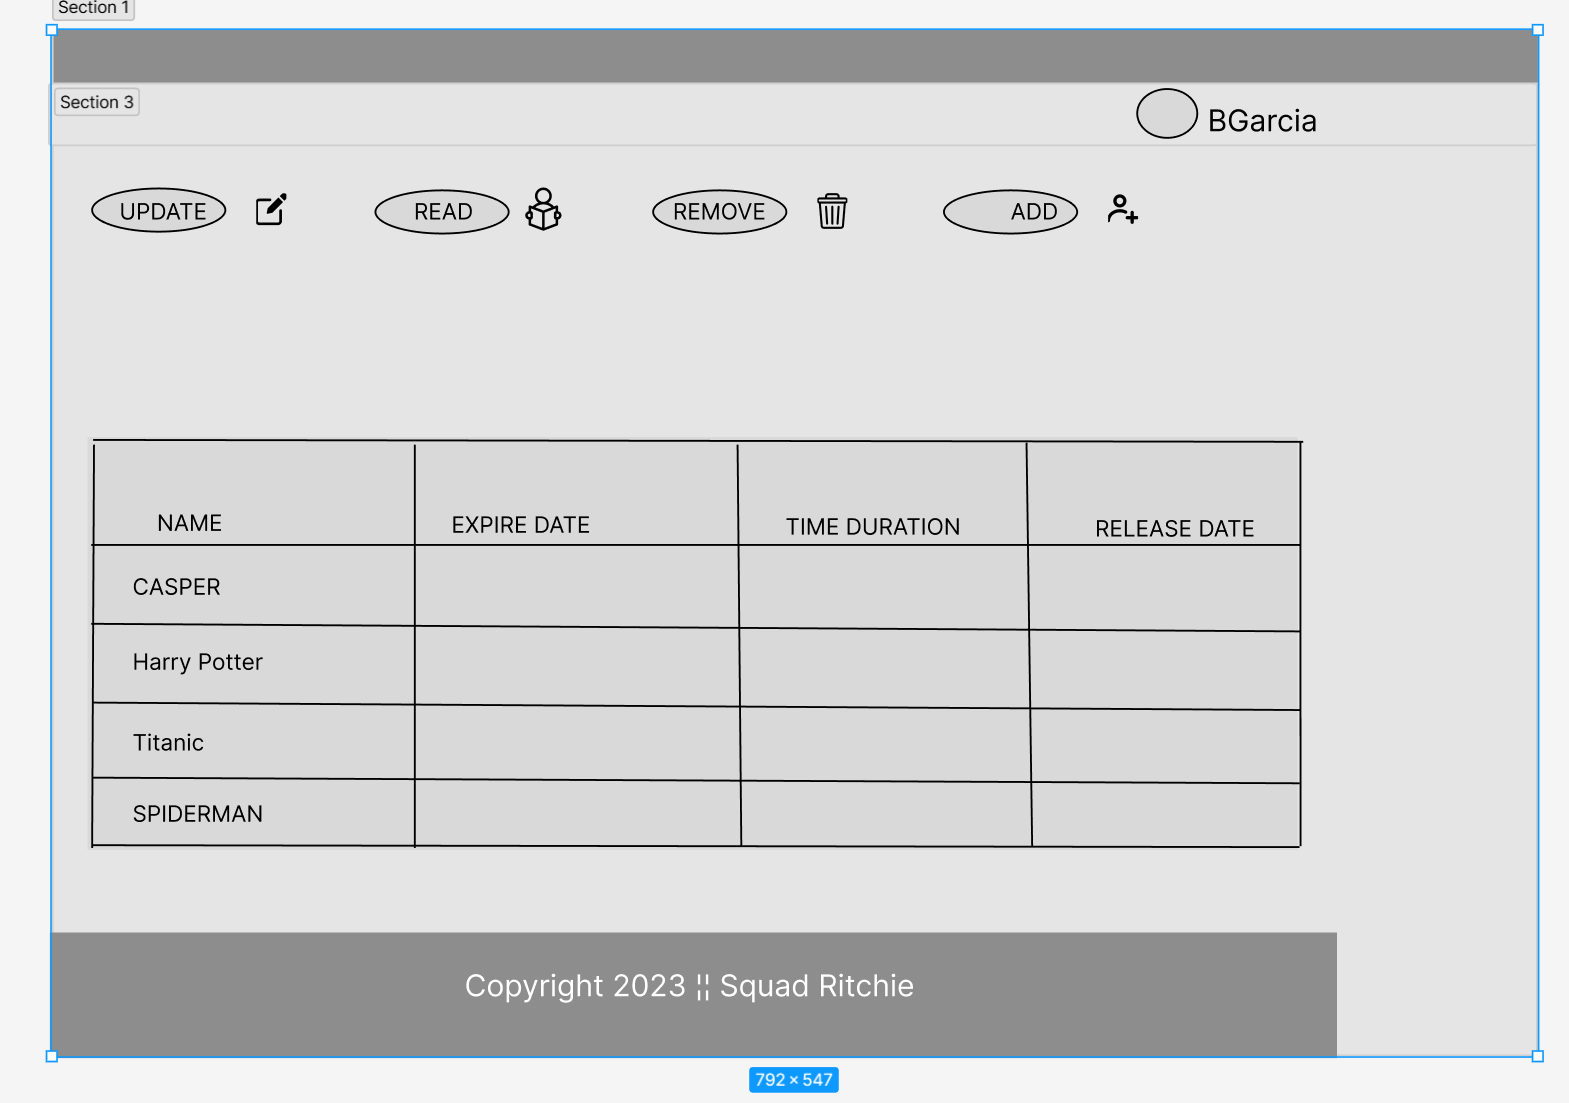 Section 1
Section 3
BGarcia
UPDATE READ REMOVE ADD
NAME EXPIRE DATE TIME DURATION RELEASE DATE
CASPER
Harry Potter
Titanic
SPIDERMAN
Copyright 2023 ¦¦ Squad Ritchie
792 × 547